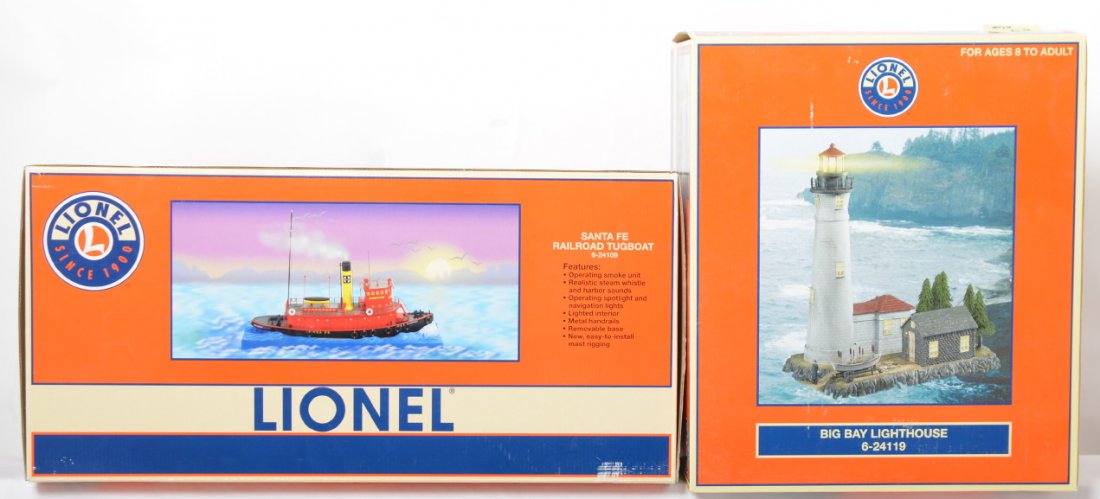 LIONEL
L
SINCE 1900
SANTA FE
RAILROAD TUGBOAT
6-24109
Features:
• Operating smoke unit
• Realistic steam whistle
and harbor sounds
• Operating spotlight and
navigation lights
• Lighted interior
• Metal handrails
• Removable base
• New, easy-to-install
mast rigging
LIONEL®
FOR AGES 8 TO ADULT
LIONEL
L
SINCE 1900
BIG BAY LIGHTHOUSE
6-24119